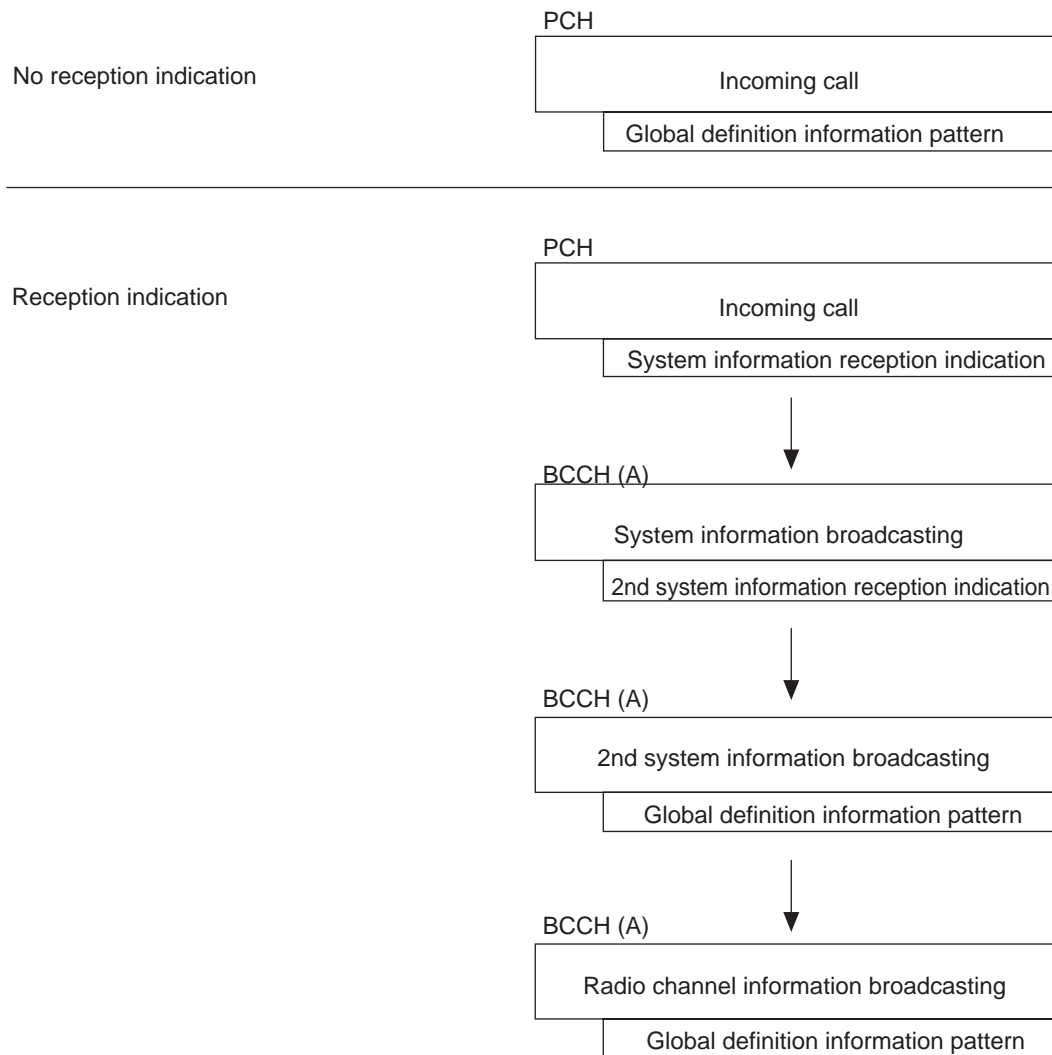 PCH
No reception indication
Incoming call
Global definition information pattern
PCH
Reception indication
Incoming call
System information reception indication
BCCH (A)
System information broadcasting
2nd system information reception indication
BCCH (A)
2nd system information broadcasting
Global definition information pattern
BCCH (A)
Radio channel information broadcasting
Global definition information pattern